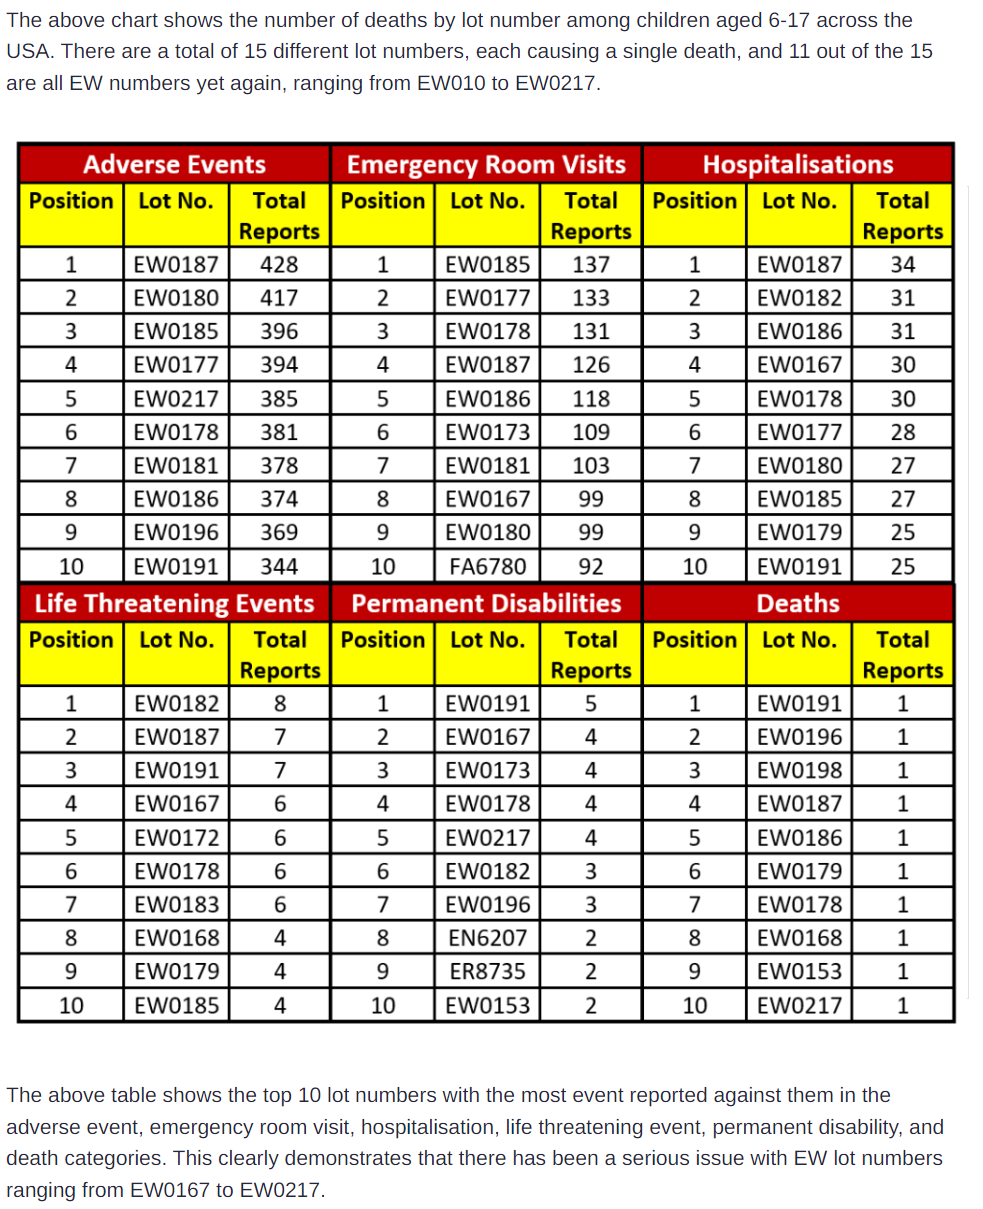 The above chart shows the number of deaths by lot number among children aged 6-17 across the
USA. There are a total of 15 different lot numbers, each causing a single death, and 11 out of the 15
are all EW numbers yet again, ranging from EW010 to EW0217.
Adverse Events Emergency Room Visits Hospitalisations
Position Lot No. Total Reports Position Lot No. Total Reports Position Lot No. Total Reports
1 EW0187 428 1 EW0185 137 1 EW0187 34
2 EW0180 417 2 EW0177 133 2 EW0182 31
3 EW0185 396 3 EW0178 131 3 EW0186 31
4 EW0177 394 4 EW0187 126 4 EW0167 30
5 EW0217 385 5 EW0186 118 5 EW0178 30
6 EW0178 381 6 EW0173 109 6 EW0177 28
7 EW0181 378 7 EW0181 103 7 EW0180 27
8 EW0186 374 8 EW0167 99 8 EW0185 27
9 EW0196 369 9 EW0180 99 9 EW0179 25
10 EW0191 344 10 FA6780 92 10 EW0191 25
Life Threatening Events Permanent Disabilities Deaths
Position Lot No. Total Reports Position Lot No. Total Reports Position Lot No. Total Reports
1 EW0182 8 1 EW0191 5 1 EW0191 1
2 EW0187 7 2 EW0167 4 2 EW0196 1
3 EW0191 7 3 EW0173 4 3 EW0198 1
4 EW0167 6 4 EW0178 4 4 EW0187 1
5 EW0172 6 5 EW0217 4 5 EW0186 1
6 EW0178 6 6 EW0182 3 6 EW0179 1
7 EW0183 6 7 EW0196 3 7 EW0178 1
8 EW0168 4 8 EN6207 2 8 EW0168 1
9 EW0179 4 9 ER8735 2 9 EW0153 1
10 EW0185 4 10 EW0153 2 10 EW0217 1
The above table shows the top 10 lot numbers with the most event reported against them in the
adverse event, emergency room visit, hospitalisation, life threatening event, permanent disability, and
death categories. This clearly demonstrates that there has been a serious issue with EW lot numbers
ranging from EW0167 to EW0217.